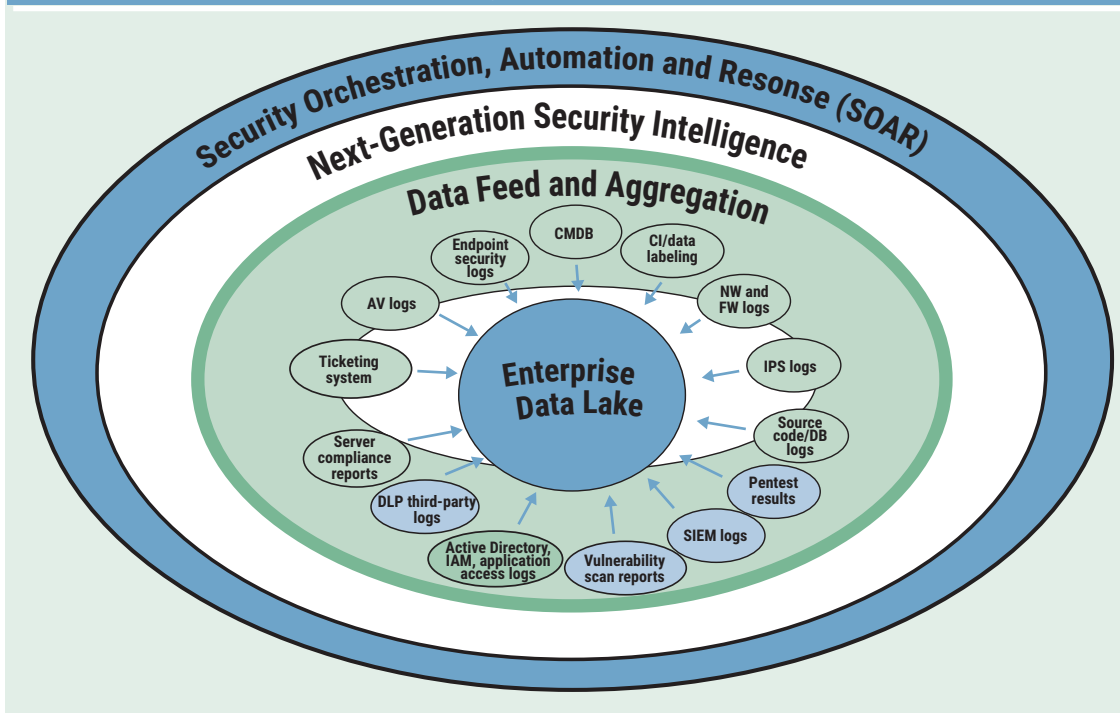 Security Orchestration, Automation and Resonse (SOAR)
Next-Generation Security Intelligence
Data Feed and Aggregation
CMDB
Endpoint
security
logs
CI/data
labeling
AV logs
NW and
FW logs
Ticketing
system
IPS logs
Enterprise
Data Lake
Server
compliance
reports
Source
code/DB
logs
DLP third-party
logs
Pentest
results
Active Directory,
IAM, application
access logs
SIEM logs
Vulnerability
scan reports